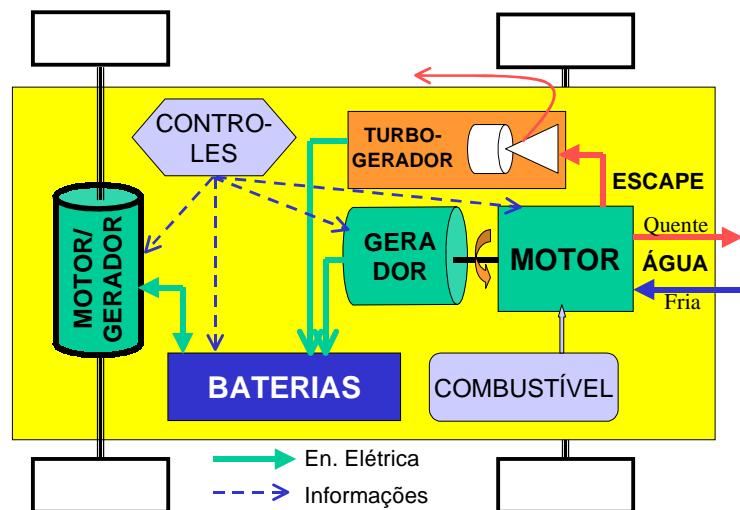 CONTRO-
LES
TURBO-
GERADOR
ESCAPE
MOTOR/
GERADOR
GERA
DOR
MOTOR
Quente
ÁGUA
Fria
BATERIAS
COMBUSTÍVEL
En. Elétrica
Informações